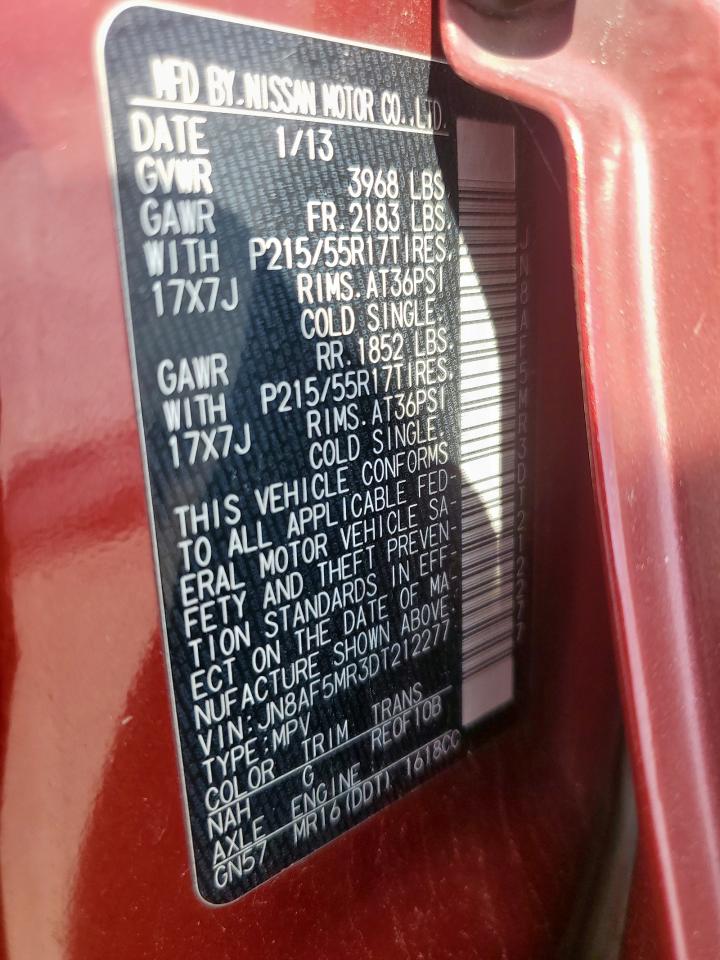 MFD BY.NISSAN MOTOR CO.,LTD.
DATE 1/13
GVWR 3968 LBS
GAWR FR.2183 LBS
WITH P215/55R17TIRES,
17X7J RIMS.AT36PSI
COLD SINGLE.
GAWR RR.1852 LBS
WITH P215/55R17TIRES,
17X7J RIMS.AT36PSI
COLD SINGLE.
THIS VEHICLE CONFORMS
TO ALL APPLICABLE FED-
ERAL MOTOR VEHICLE SA-
FETY AND THEFT PREVEN-
TION STANDARDS IN EFF-
ECT ON THE DATE OF MA-
NUFACTURE SHOWN ABOVE:
VIN:JN8AF5MR3DT212277
TYPE:MPV
COLOR TRIM TRANS
NAH G RE0F10B
AXLE ENGINE
GN57 MR16(DDT) 1618CC
JN8AF5MR3DT212277